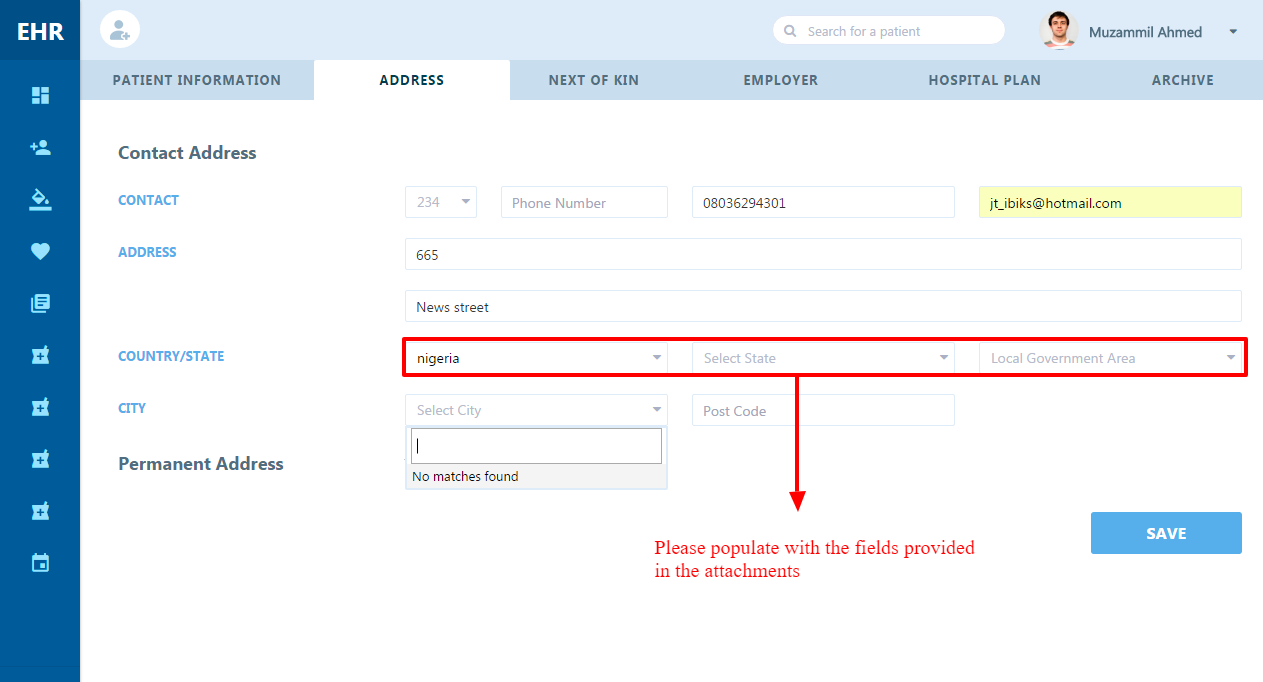 EHR
Search for a patient
Muzammil Ahmed
PATIENT INFORMATION
ADDRESS
NEXT OF KIN
EMPLOYER
HOSPITAL PLAN
ARCHIVE
Contact Address
CONTACT
234
Phone Number
08036294301
jt_ibiks@hotmail.com
ADDRESS
665
News street
COUNTRY/STATE
nigeria
Select State
Local Government Area
CITY
Select City
Post Code
No matches found
Permanent Address
SAVE
Please populate with the fields provided
in the attachments